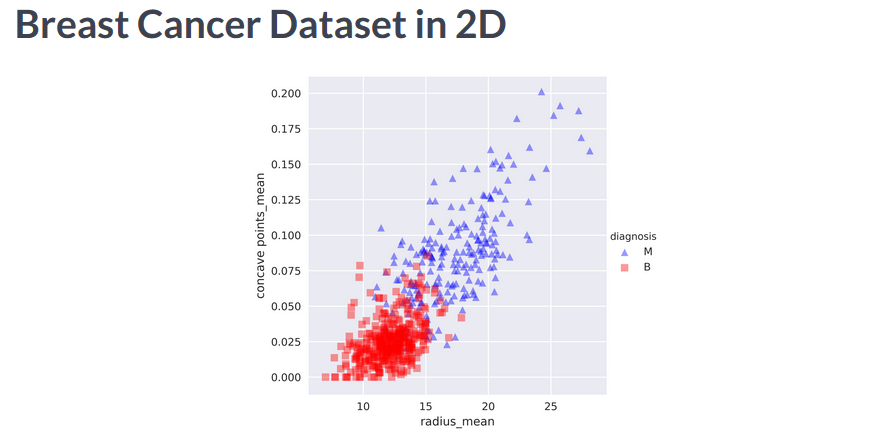 Breast Cancer Dataset in 2D
0.200
0.175
0.150
0.125
0.100
0.075
0.050
0.025
0.000
concave points_mean
10 15 20 25
radius_mean
diagnosis
M
B